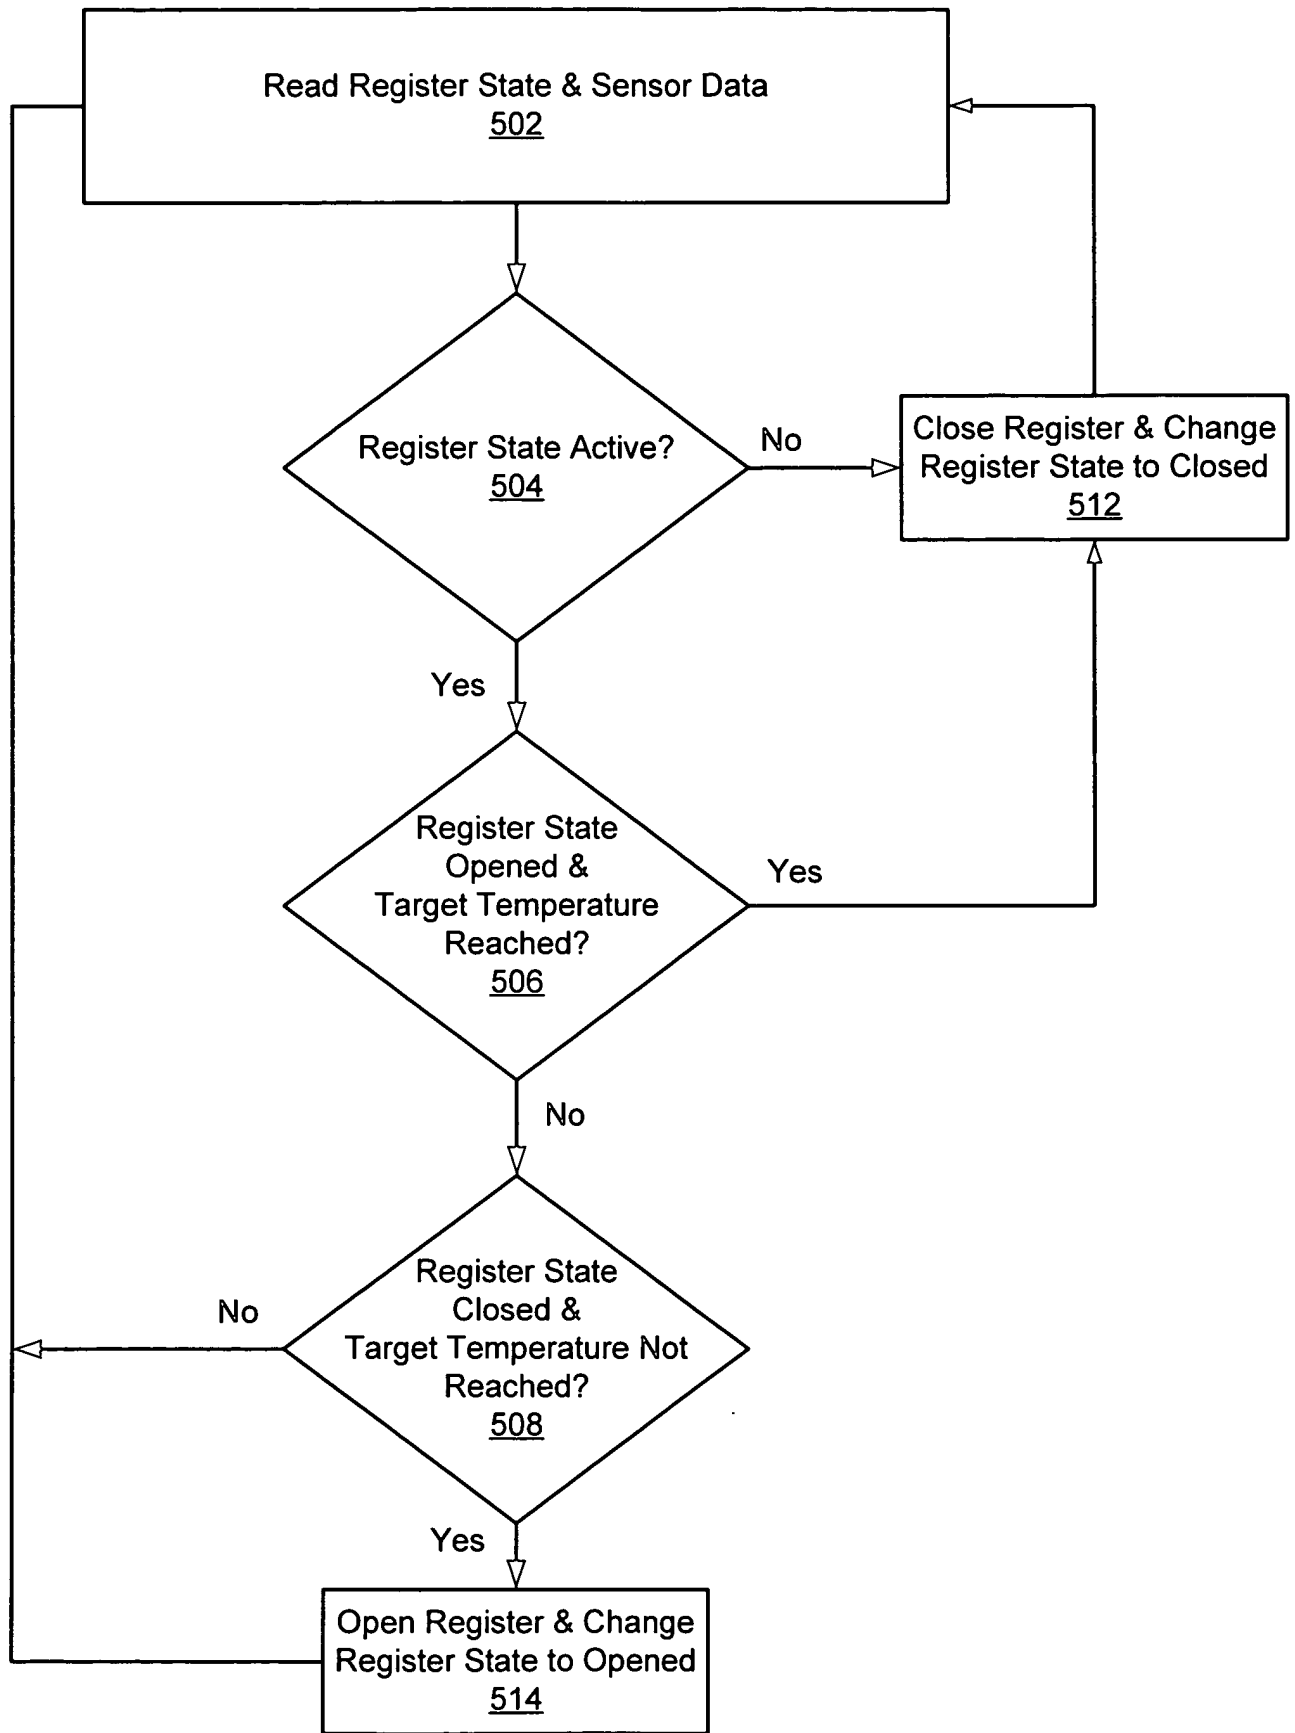 Read Register State & Sensor Data
502
Register State Active?
504
No
Close Register & Change
Register State to Closed
512
Yes
Register State
Opened &
Target Temperature
Reached?
506
Yes
No
Register State
Closed &
Target Temperature Not
Reached?
508
No
Yes
Open Register & Change
Register State to Opened
514